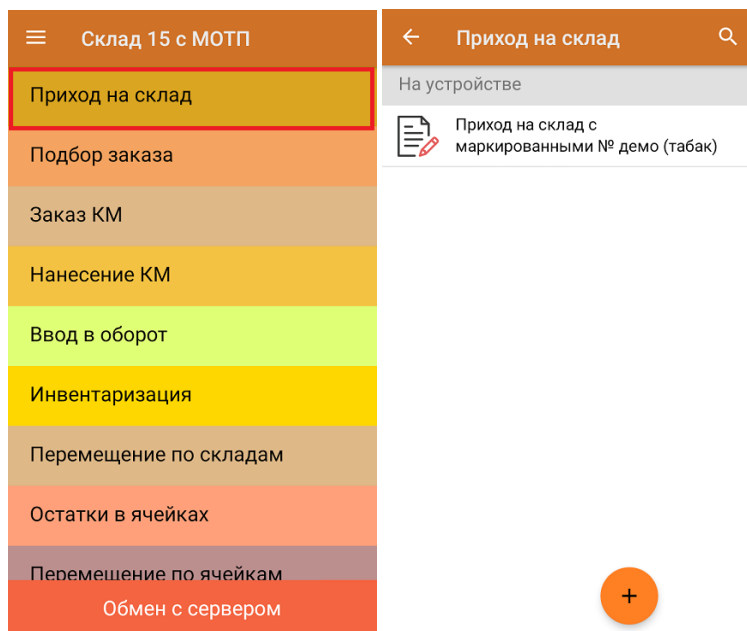 Склад 15 с МОТП
Приход на склад
Подбор заказа
Заказ КМ
Нанесение КМ
Ввод в оборот
Инвентаризация
Перемещение по складам
Остатки в ячейках
Перемещение по ячейкам
Обмен с сервером
Приход на склад
На устройстве
Приход на склад с
маркированными № демо (табак)
+